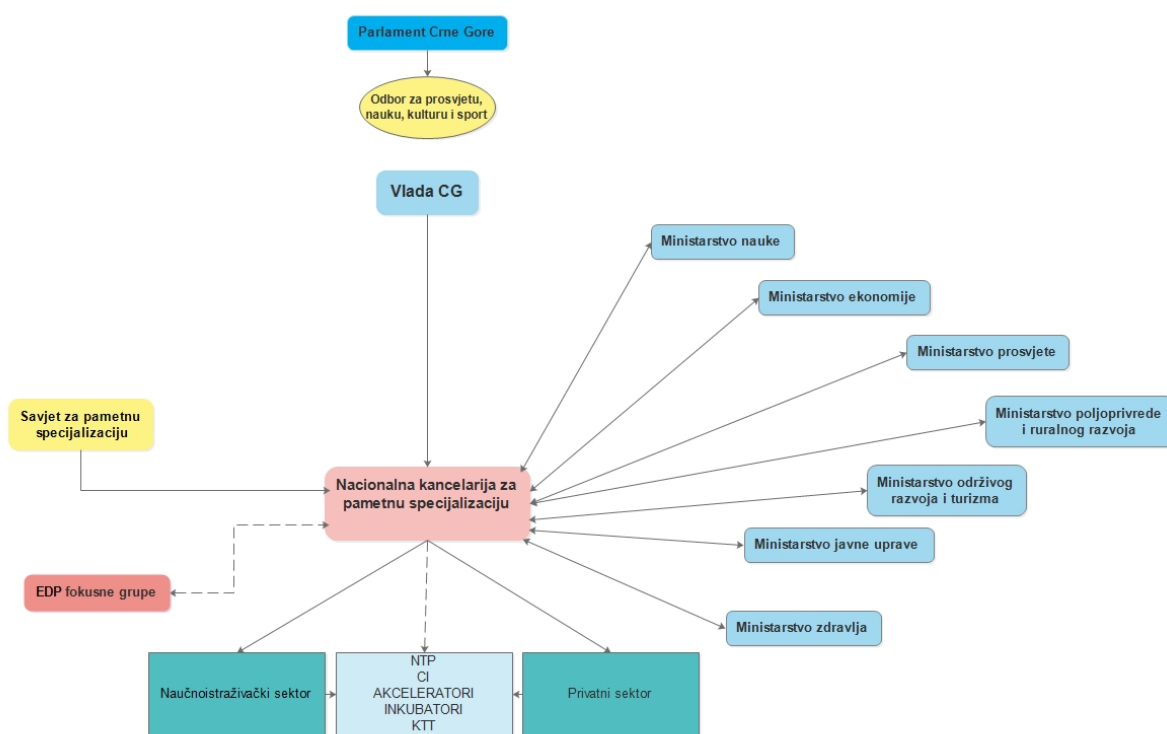 Parlament Crne Gore
Odbor za prosvjetu,
nauku, kulturu i sport
Vlada CG
Ministarstvo nauke
Ministarstvo ekonomije
Ministarstvo prosvjete
Ministarstvo poljoprivrede
i ruralnog razvoja
Savjet za pametnu
specijalizaciju
Nacionalna kancelarija za
pametnu specijalizaciju
Ministarstvo održivog
razvoja i turizma
Ministarstvo javne uprave
EDP fokusne grupe
Ministarstvo zdravlja
Naučnoistraživački sektor
NTP
CI
AKCELERATORI
INKUBATORI
KTT
Privatni sektor